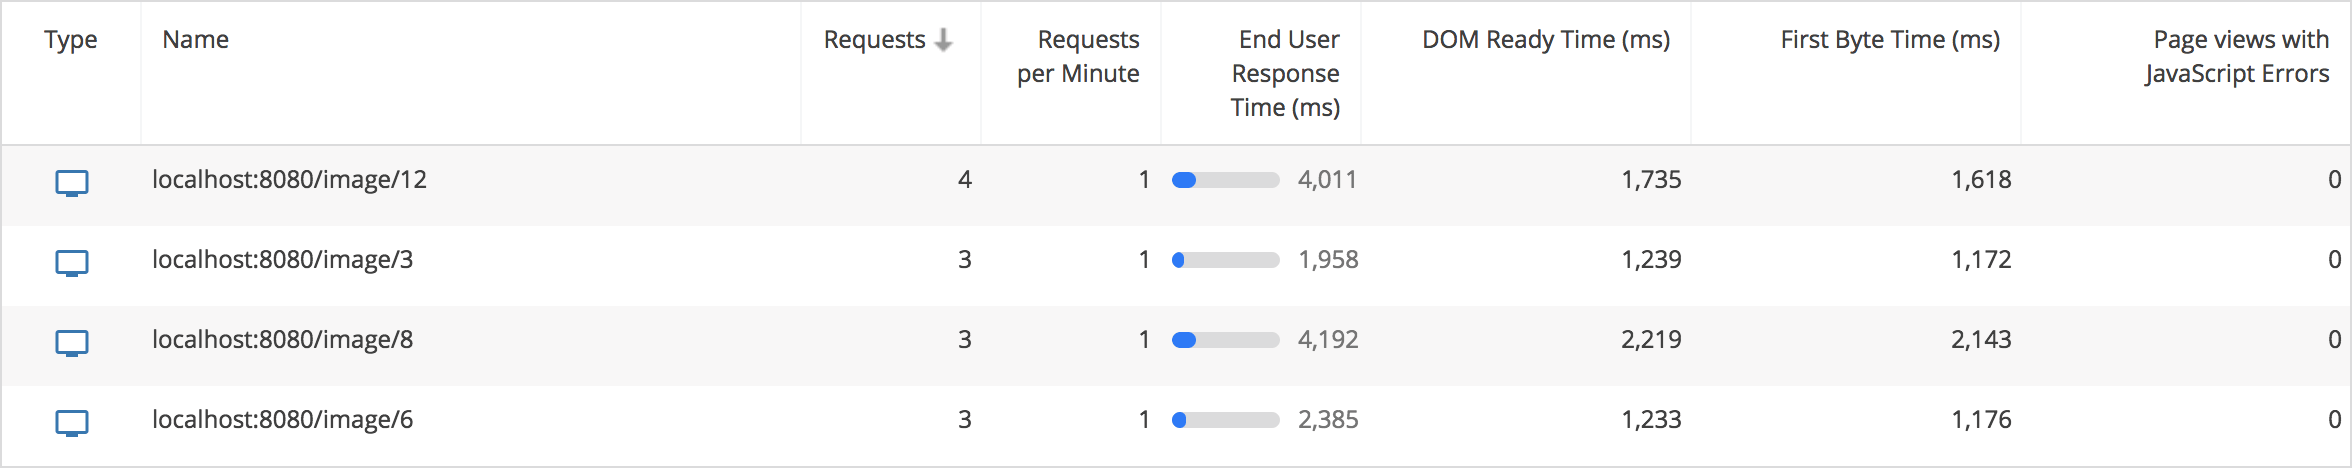 Type Name Requests Requests per Minute End User Response Time (ms) DOM Ready Time (ms) First Byte Time (ms) Page views with JavaScript Errors
localhost:8080/image/12 4 1 4,011 1,735 1,618 0
localhost:8080/image/3 3 1 1,958 1,239 1,172 0
localhost:8080/image/8 3 1 4,192 2,219 2,143 0
localhost:8080/image/6 3 1 2,385 1,233 1,176 0